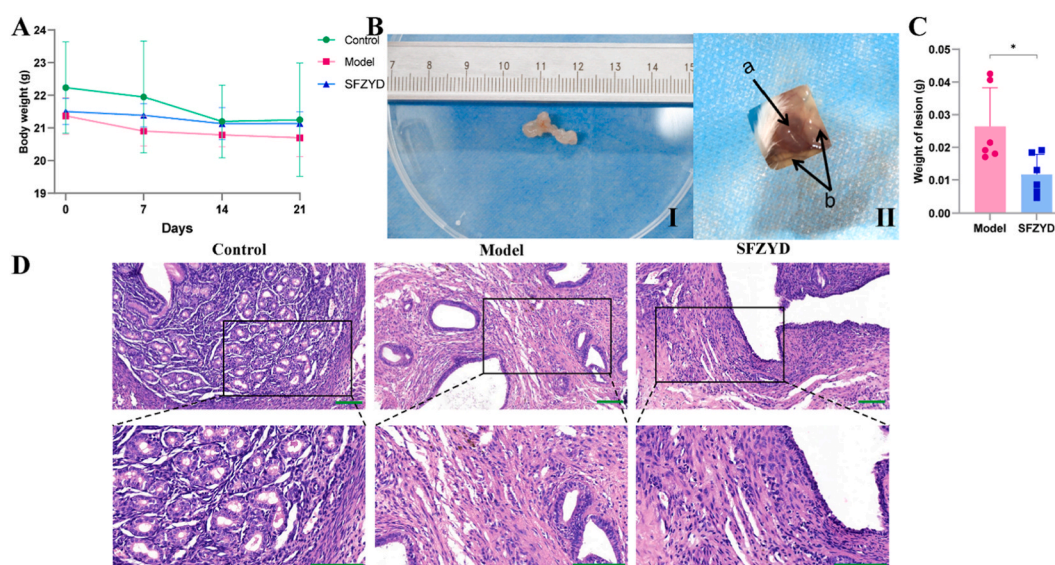 A
Body weight (g)
24
23
22
21
20
19
0
7
14
21
Days
Control
Model
SFZYD
B
7 8 9 10 11 12 13 14 15
I
a
b
II
C
Weight of lesion (g)
0.05
0.04
0.03
0.02
0.01
0.00
*
Model
SFZYD
D
Control
Model
SFZYD